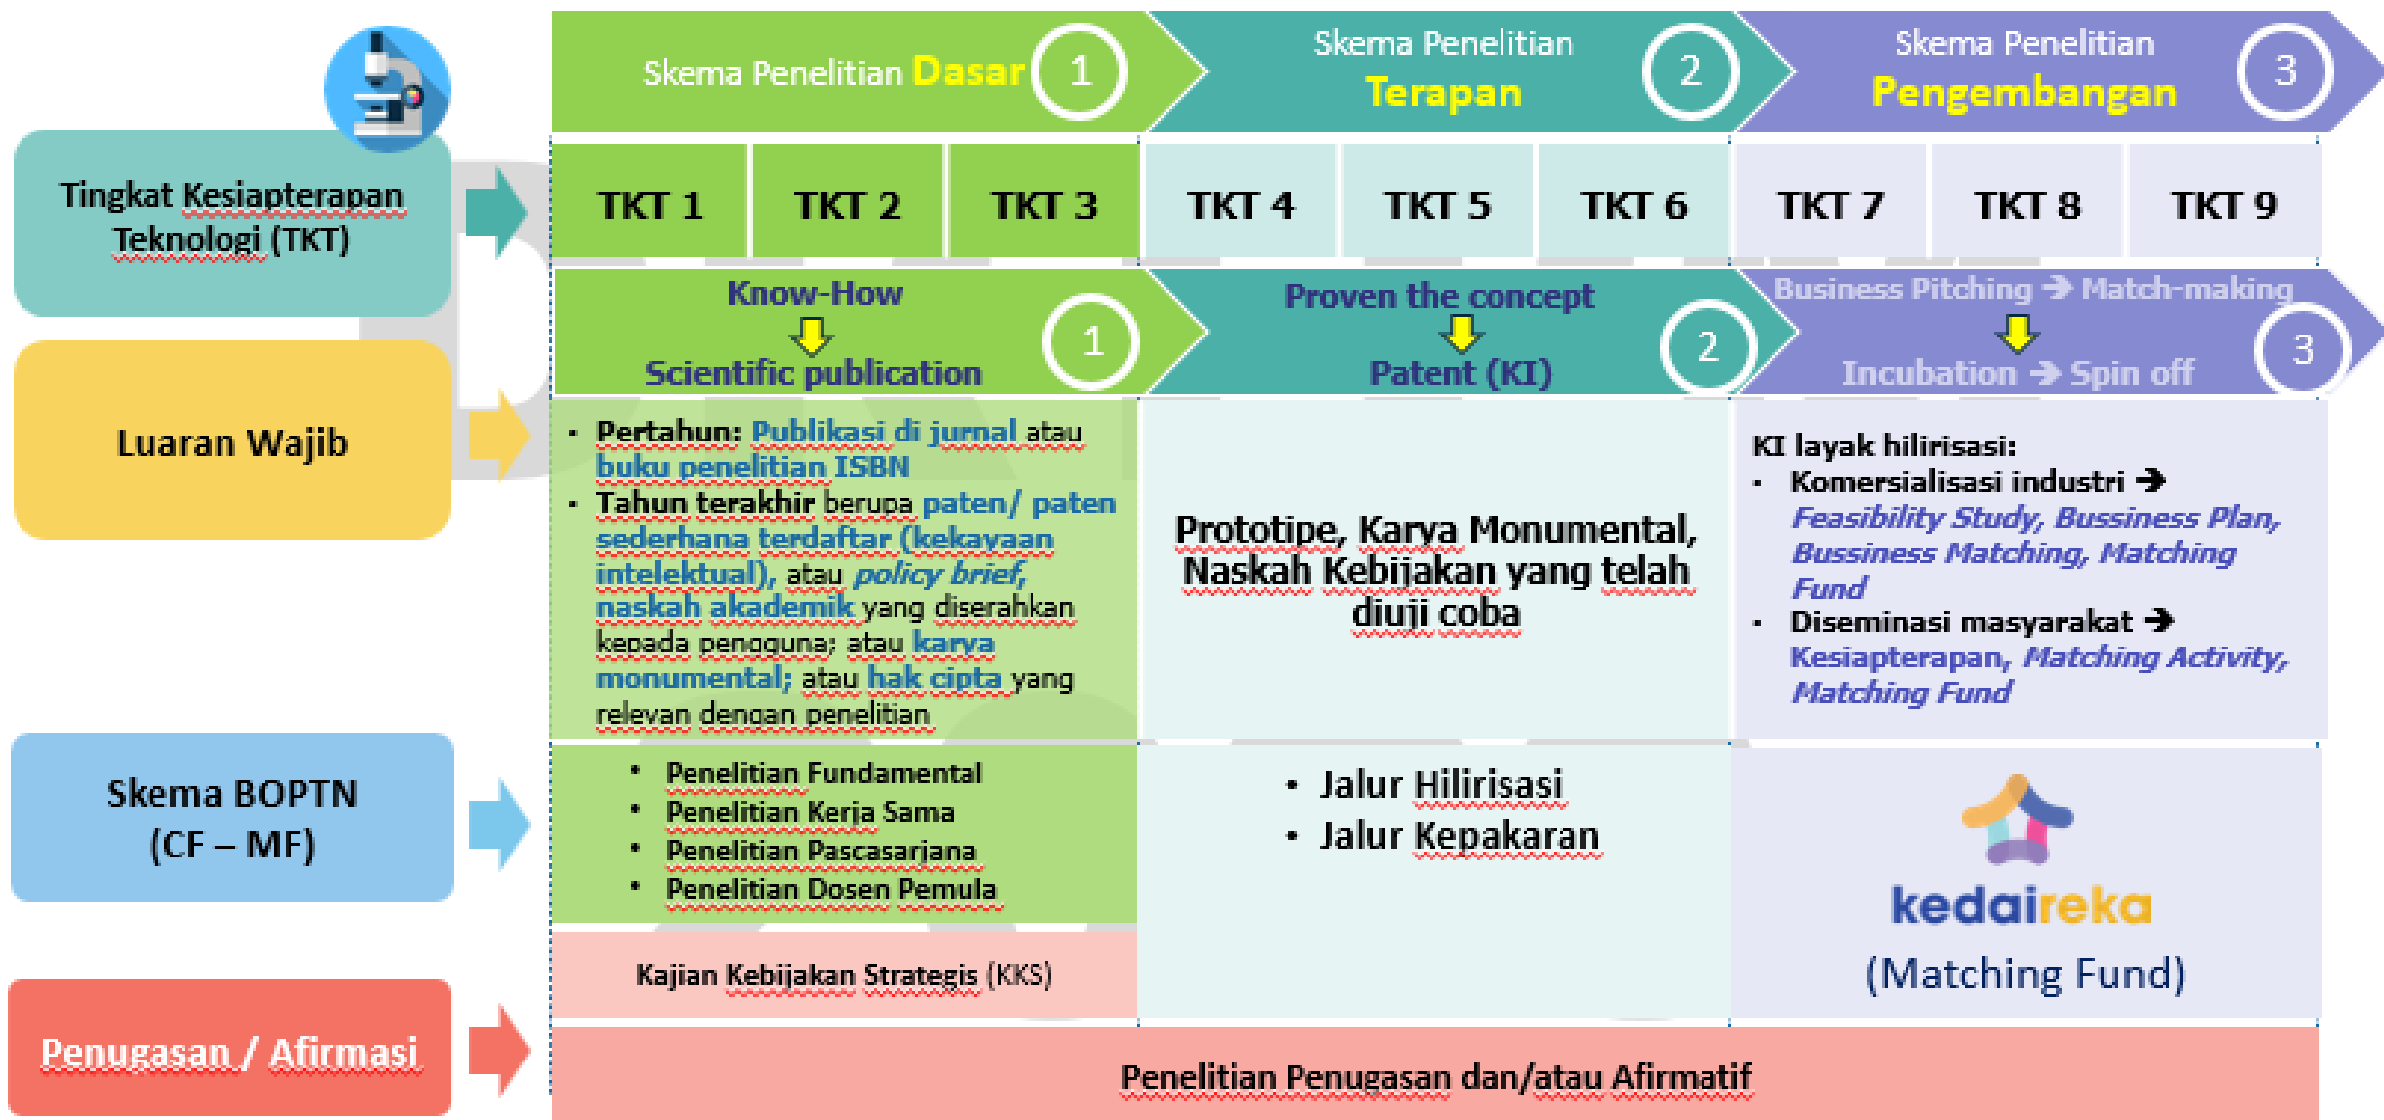 Skema Penelitian Dasar
1
Skema Penelitian
Terapan
2
Skema Penelitian
Pengembangan
3
Tingkat Kesiapterapan
Teknologi (TKT)
TKT 1
TKT 2
TKT 3
TKT 4
TKT 5
TKT 6
TKT 7
TKT 8
TKT 9
Know-How
Scientific publication
1
Proven the concept
Patent (KI)
2
Business Pitching ➔ Match-making
Incubation ➔ Spin off
3
Luaran Wajib
▪ Pertahun: Publikasi di jurnal atau
buku penelitian ISBN
▪ Tahun terakhir berupa paten/ paten
sederhana terdaftar (kekayaan
intelektual), atau policy brief,
naskah akademik yang diserahkan
kepada pengguna; atau karya
monumental; atau hak cipta yang
relevan dengan penelitian
Prototipe, Karya Monumental,
Naskah Kebijakan yang telah
diuji coba
KI layak hilirisasi:
▪ Komersialisasi industri ➔
Feasibility Study, Bussiness Plan,
Bussiness Matching, Matching
Fund
▪ Diseminasi masyarakat ➔
Kesiapterapan, Matching Activity,
Matching Fund
Skema BOPTN
(CF – MF)
• Penelitian Fundamental
• Penelitian Kerja Sama
• Penelitian Pascasarjana
• Penelitian Dosen Pemula
• Jalur Hilirisasi
• Jalur Kepakaran
kedaireka
(Matching Fund)
Kajian Kebijakan Strategis (KKS)
Penugasan / Afirmasi
Penelitian Penugasan dan/atau Afirmatif